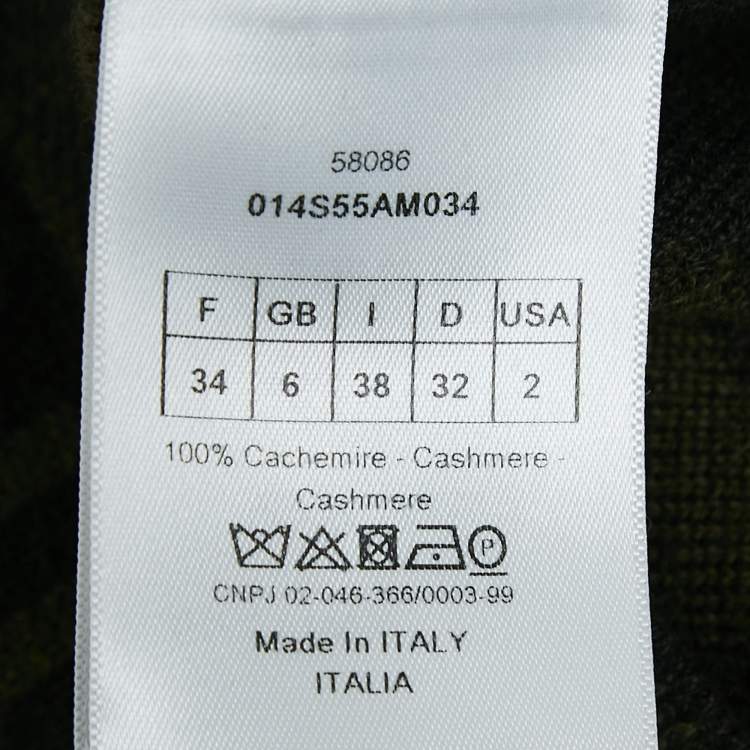 58086
014S55AM034
F GB I D USA
34 6 38 32 2
100% Cachemire - Cashmere -
Cashmere
P
CNPJ 02-046-366/0003-99
Made In ITALY
ITALIA